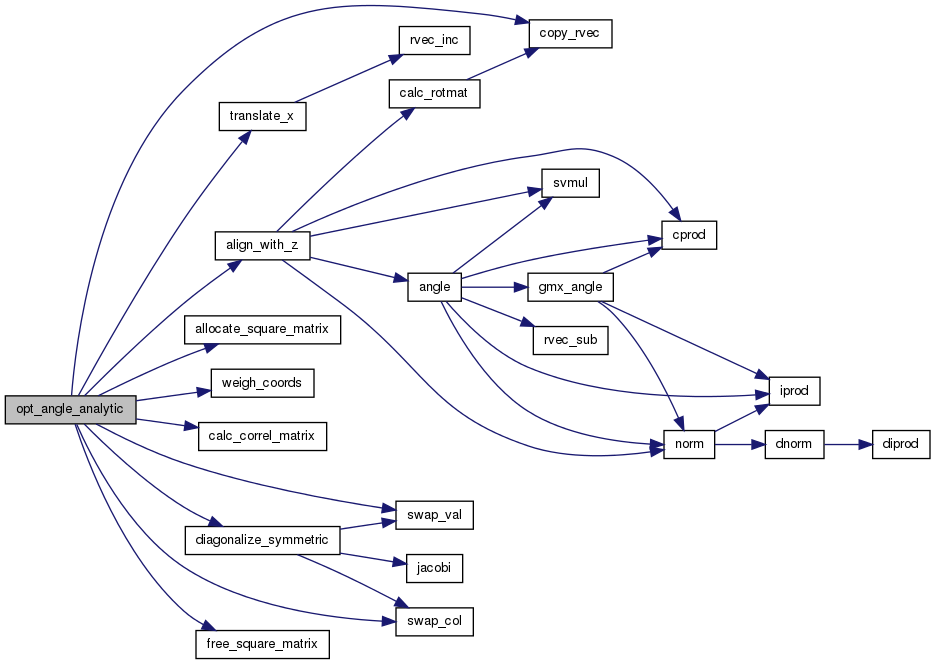 copy_rvec
rvec_inc
calc_rotmat
translate_x
svmul
cprod
align_with_z
angle
gmx_angle
allocate_square_matrix
rvec_sub
weigh_coords
iprod
opt_angle_analytic
calc_correl_matrix
norm
dnorm
diprod
swap_val
diagonalize_symmetric
jacobi
swap_col
free_square_matrix